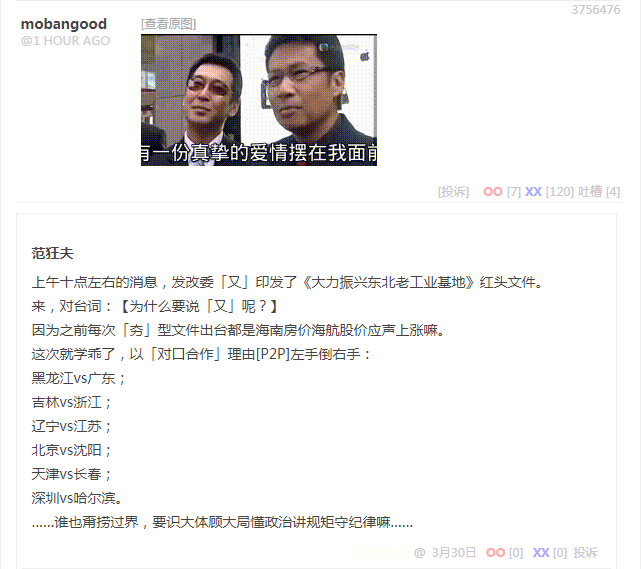 3756476
mobangood
[查看原图]
@1 HOUR AGO
有一份真挚的爱情摆在我面前
[投诉] OO [7] XX [120] 吐槽 [4]
范狂夫
上午十点左右的消息，发改委「又」印发了《大力振兴东北老工业基地》红头文件。
来，对台词：【为什么要说「又」呢？】
因为之前每次「夯」型文件出台都是海南房价海航股价应声上涨嘛。
这次就学乖了，以「对口合作」理由[P2P]左手倒右手：
黑龙江vs广东；
吉林vs浙江；
辽宁vs江苏；
北京vs沈阳；
天津vs长春；
深圳vs哈尔滨。
……谁也甭捞过界，要识大体顾大局懂政治讲规矩守纪律嘛……
@ 3月30日 OO [0] XX [0] 投诉